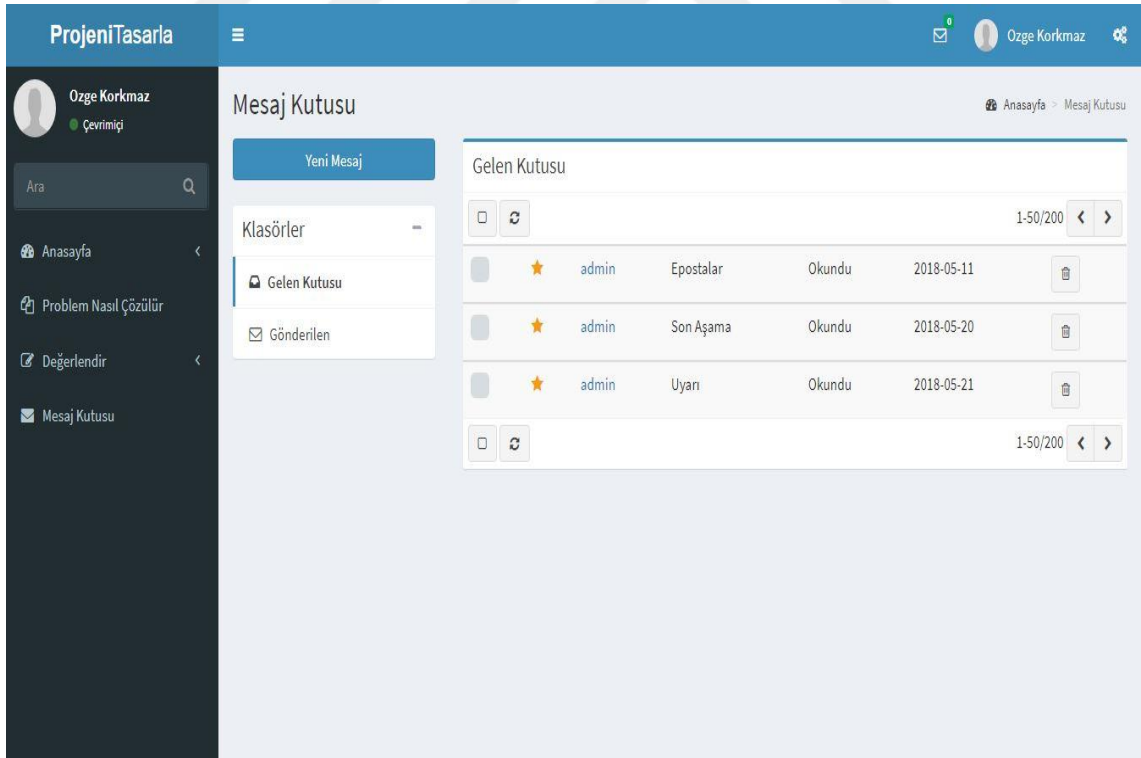 ProjeniTasarla
0
Ozge Korkmaz
Ozge Korkmaz
Çevrimiçi
Ara
Anasayfa
Problem Nasıl Çözülür
Değerlendir
Mesaj Kutusu
Mesaj Kutusu
Anasayfa > Mesaj Kutusu
Yeni Mesaj
Klasörler
Gelen Kutusu
Gönderilen
Gelen Kutusu
1-50/200
admin Epostalar Okundu 2018-05-11
admin Son Aşama Okundu 2018-05-20
admin Uyarı Okundu 2018-05-21
1-50/200